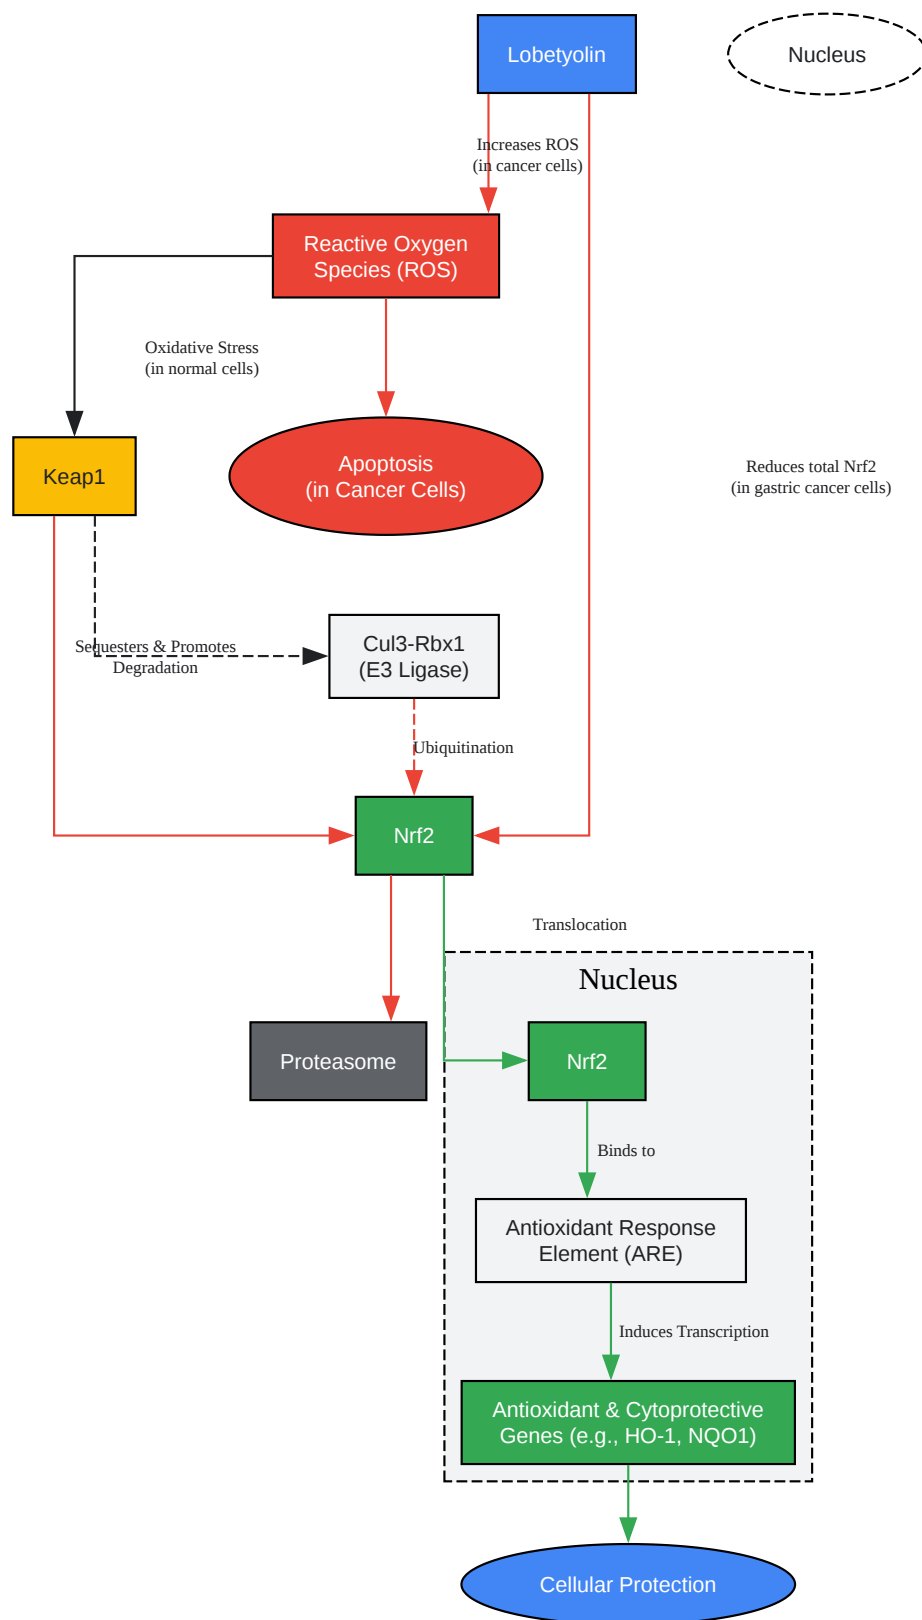 Lobetyolin
Nucleus
Increases ROS
(in cancer cells)
Reactive Oxygen
Species (ROS)
Oxidative Stress
(in normal cells)
Keap1
Apoptosis
(in Cancer Cells)
Reduces total Nrf2
(in gastric cancer cells)
Sequesters & Promotes
Degradation
Cul3-Rbx1
(E3 Ligase)
Ubiquitination
Nrf2
Translocation
Nucleus
Proteasome
Nrf2
Binds to
Antioxidant Response
Element (ARE)
Induces Transcription
Antioxidant & Cytoprotective
Genes (e.g., HO-1, NQO1)
Cellular Protection